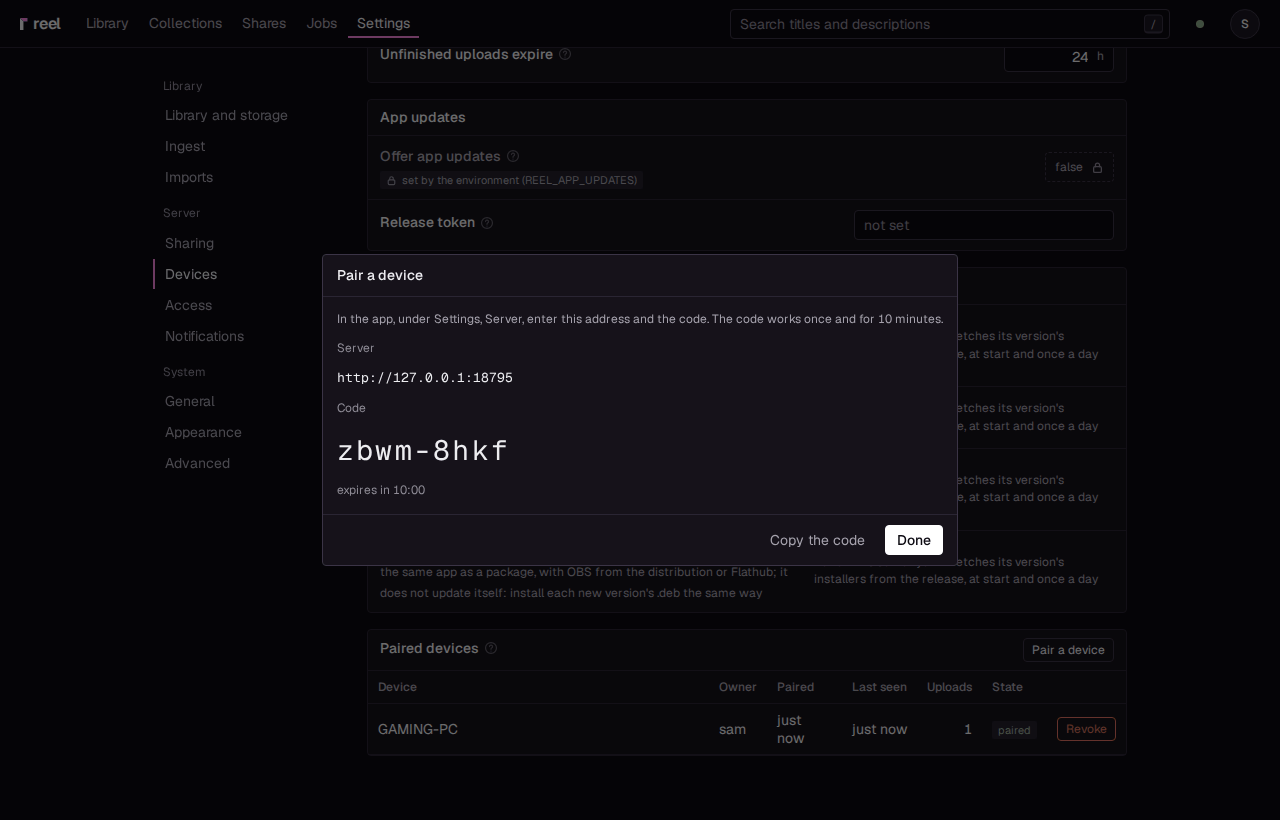 reel Library Collections Shares Jobs Settings Search titles and descriptions / S
Unfinished uploads expire 24 h
Library
Library and storage
Ingest
Imports
Server
Sharing
Devices
Access
Notifications
System
General
Appearance
Advanced
App updates
Offer app updates
set by the environment (REEL_APP_UPDATES)
false
Release token not set
Pair a device
In the app, under Settings, Server, enter this address and the code. The code works once and for 10 minutes.
Server
http://127.0.0.1:18795
Code
zbwm-8hkf
expires in 10:00
Copy the code Done
etches its version's
e, at start and once a day
etches its version's
e, at start and once a day
etches its version's
e, at start and once a day
etches its version's
the same app as a package, with OBS from the distribution or Flathub; it
does not update itself: install each new version's .deb the same way
installers from the release, at start and once a day
Paired devices Pair a device
Device Owner Paired Last seen Uploads State
GAMING-PC sam just now just now 1 paired Revoke